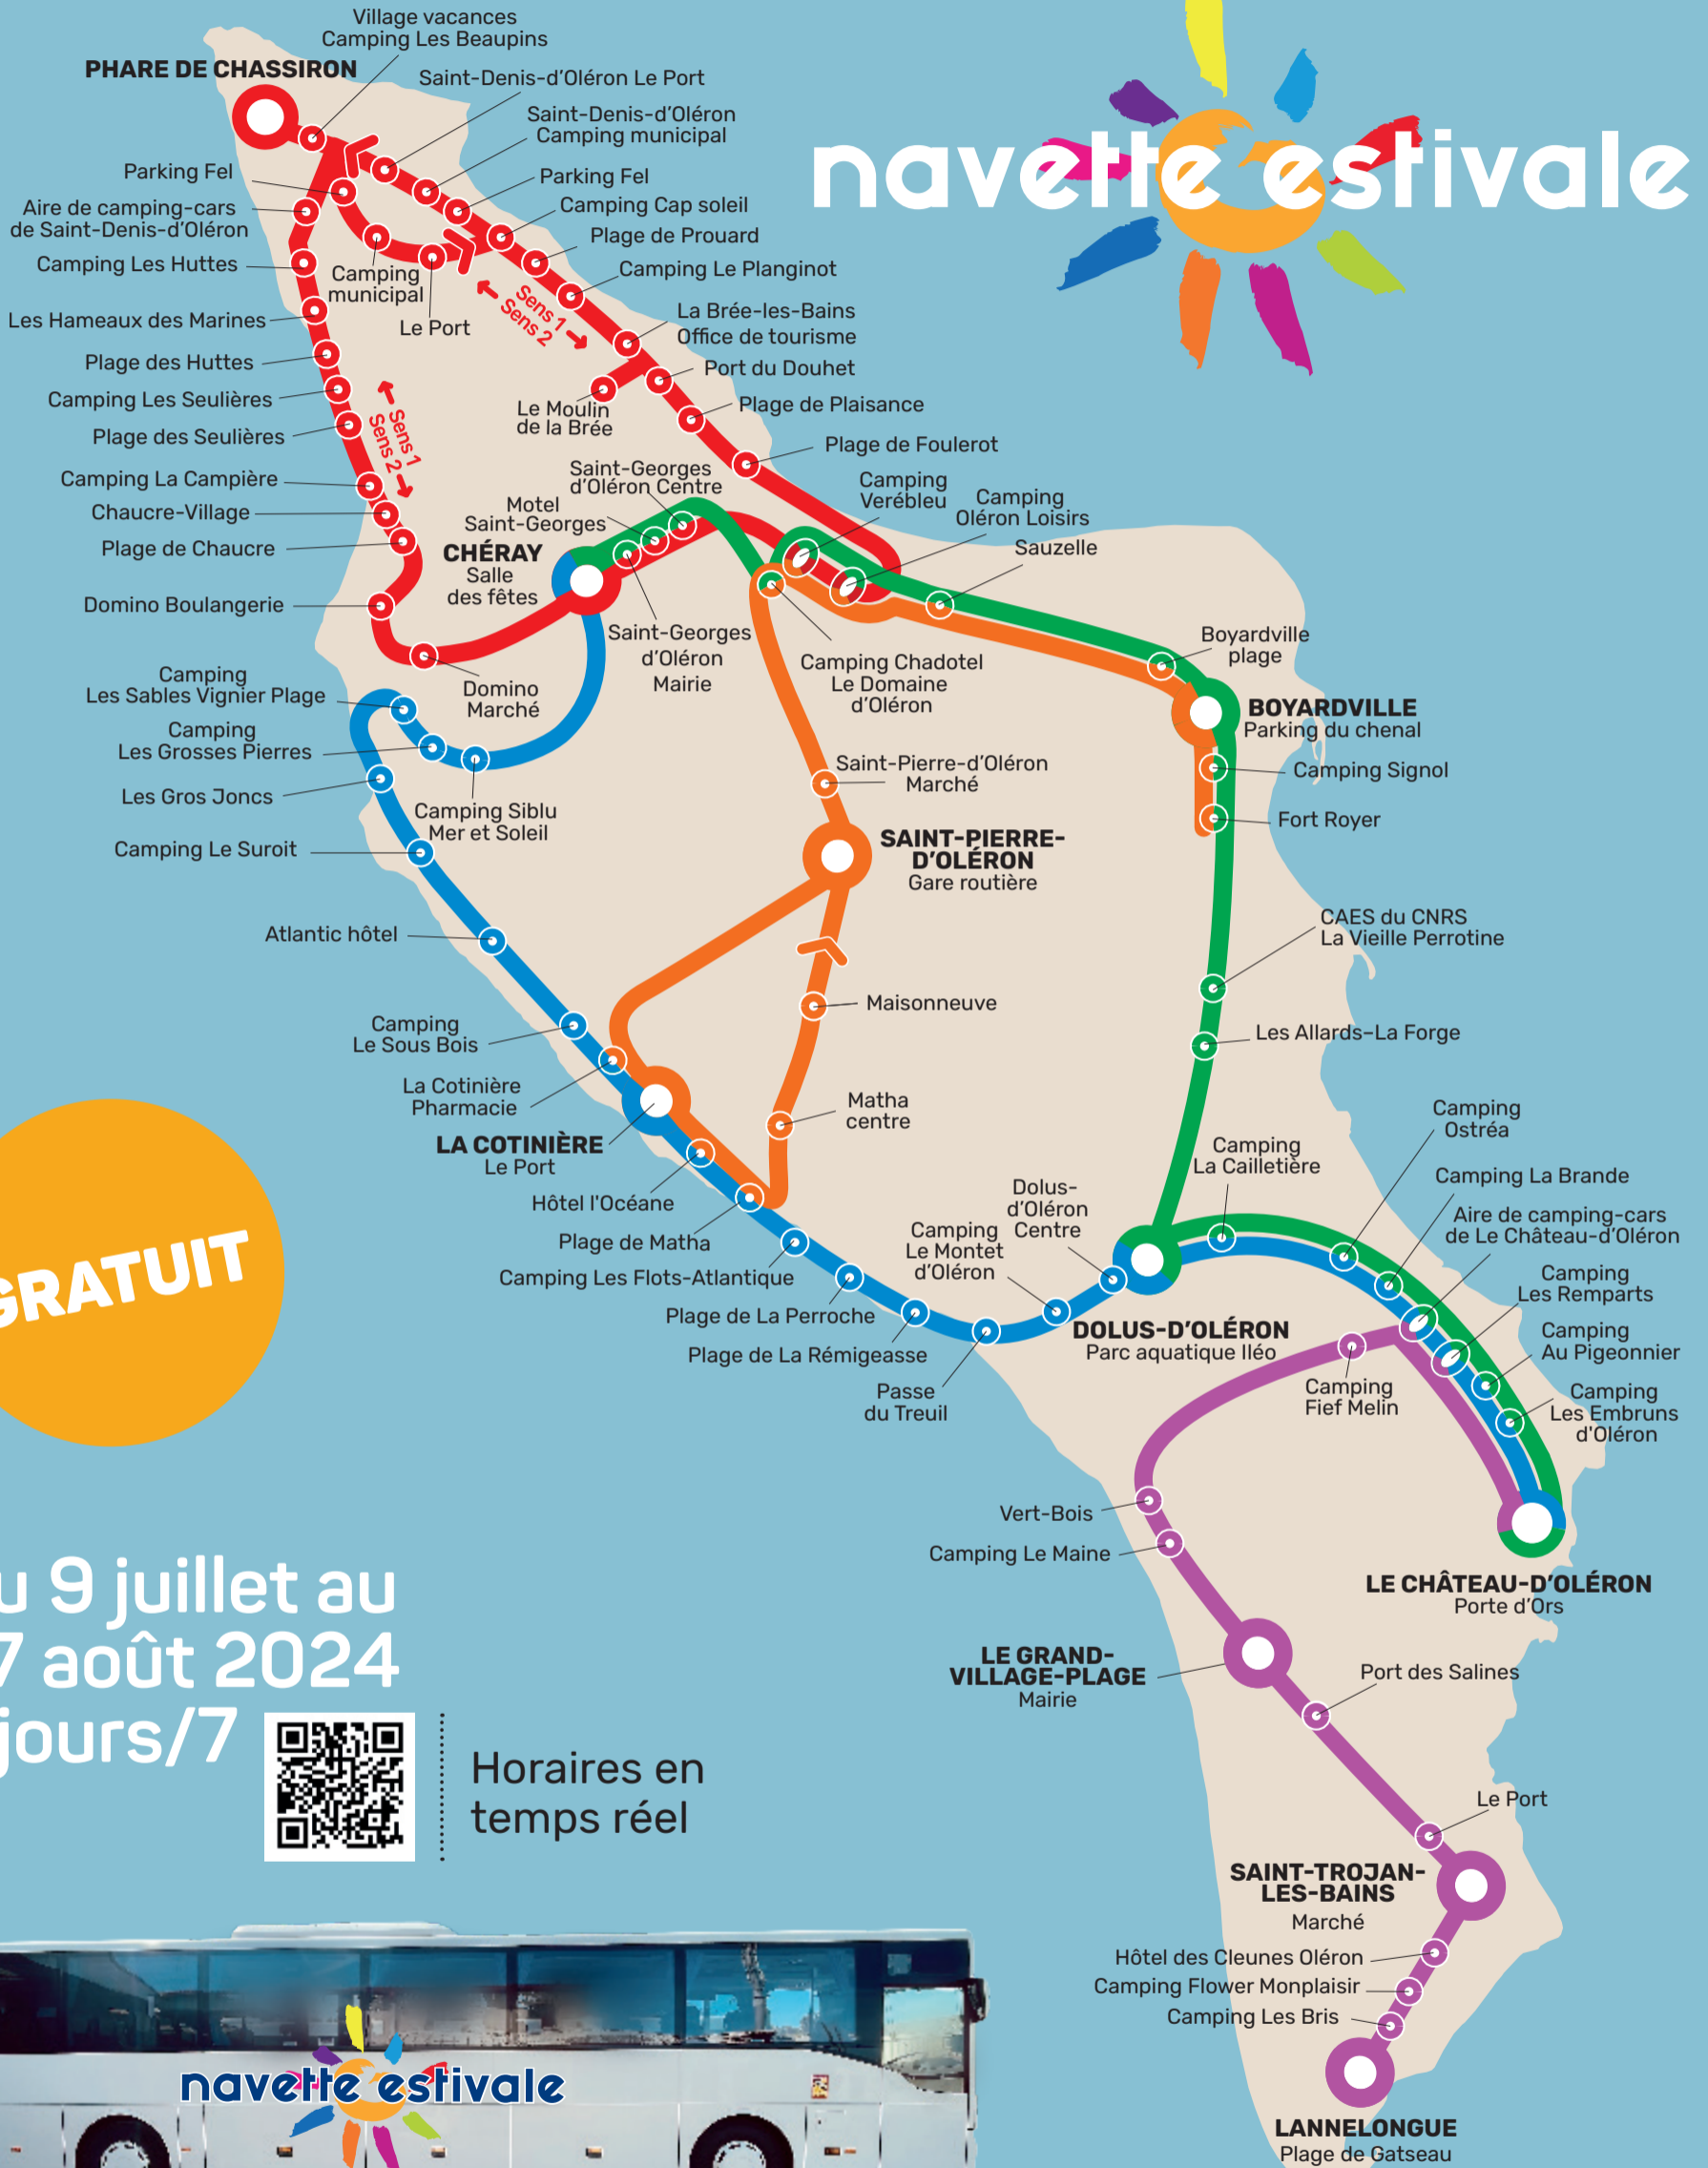 Village vacances
Camping Les Beaupins
PHARE DE CHASSIRON
Saint-Denis-d’Oléron Le Port
Saint-Denis-d’Oléron
Camping municipal
navette estivale
Parking Fel
Parking Fel
Aire de camping-cars
de Saint-Denis-d’Oléron
Camping Cap soleil
Plage de Prouard
Camping Les Huttes
Camping
municipal
Camping Le Planginot
Le Port
Sens 1
Sens 2
Les Hameaux des Marines
La Brée-les-Bains
Office de tourisme
Plage des Huttes
Port du Douhet
Camping Les Seulières
Le Moulin
de la Brée
Plage de Plaisance
Plage des Seulières
Sens 1
Sens 2
Plage de Foulerot
Camping La Campière
Saint-Georges
d’Oléron Centre
Camping
Verébleu
Camping
Oléron Loisirs
Chaucre-Village
Motel
Saint-Georges
Plage de Chaucre
CHÉRAY
Salle
des fêtes
Sauzelle
Domino Boulangerie
Saint-Georges
d’Oléron
Mairie
Boyardville
plage
Camping Chadotel
Le Domaine
d’Oléron
Camping
Les Sables Vignier Plage
Domino
Marché
BOYARDVILLE
Parking du chenal
Camping
Les Grosses Pierres
Saint-Pierre-d’Oléron
Marché
Camping Signol
Les Gros Joncs
Camping Siblu
Mer et Soleil
Fort Royer
Camping Le Suroit
SAINT-PIERRE-
D’OLÉRON
Gare routière
Atlantic hôtel
CAES du CNRS
La Vieille Perrotine
Maisonneuve
Camping
Le Sous Bois
Les Allards-La Forge
La Cotinière
Pharmacie
Matha
centre
Camping
Ostréa
LA COTINIÈRE
Le Port
Camping
La Cailletière
Camping La Brande
Hôtel l'Océane
Dolus-
d’Oléron
Centre
Aire de camping-cars
de Le Château-d’Oléron
Plage de Matha
Camping
Le Montet
d’Oléron
GRATUIT
Camping Les Flots-Atlantique
Camping
Les Remparts
Plage de La Perroche
DOLUS-D’OLÉRON
Parc aquatique Iléo
Camping
Au Pigeonnier
Plage de La Rémigeasse
Passe
du Treuil
Camping
Fief Melin
Camping
Les Embruns
d'Oléron
Vert-Bois
Camping Le Maine
u 9 juillet au
7 août 2024
jours/7
LE CHÂTEAU-D’OLÉRON
Porte d’Ors
LE GRAND-
VILLAGE-PLAGE
Mairie
Port des Salines
Horaires en
temps réel
Le Port
SAINT-TROJAN-
LES-BAINS
Marché
Hôtel des Cleunes Oléron
Camping Flower Monplaisir
Camping Les Bris
navette estivale
LANNELONGUE
Plage de Gatseau